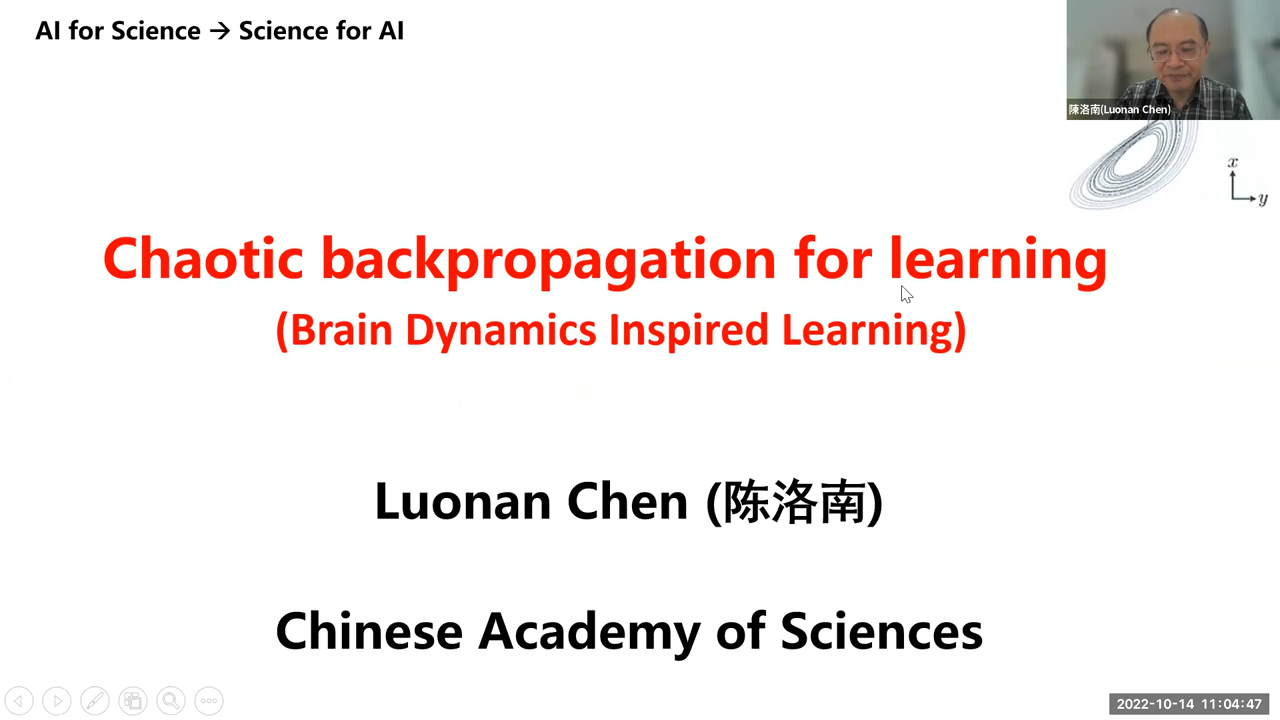 AI for Science → Science for AI
陳洛南(Luonan Chen)
x
y
Chaotic backpropagation for learning
(Brain Dynamics Inspired Learning)
Luonan Chen (陈洛南)
Chinese Academy of Sciences
2022-10-14 11:04:47